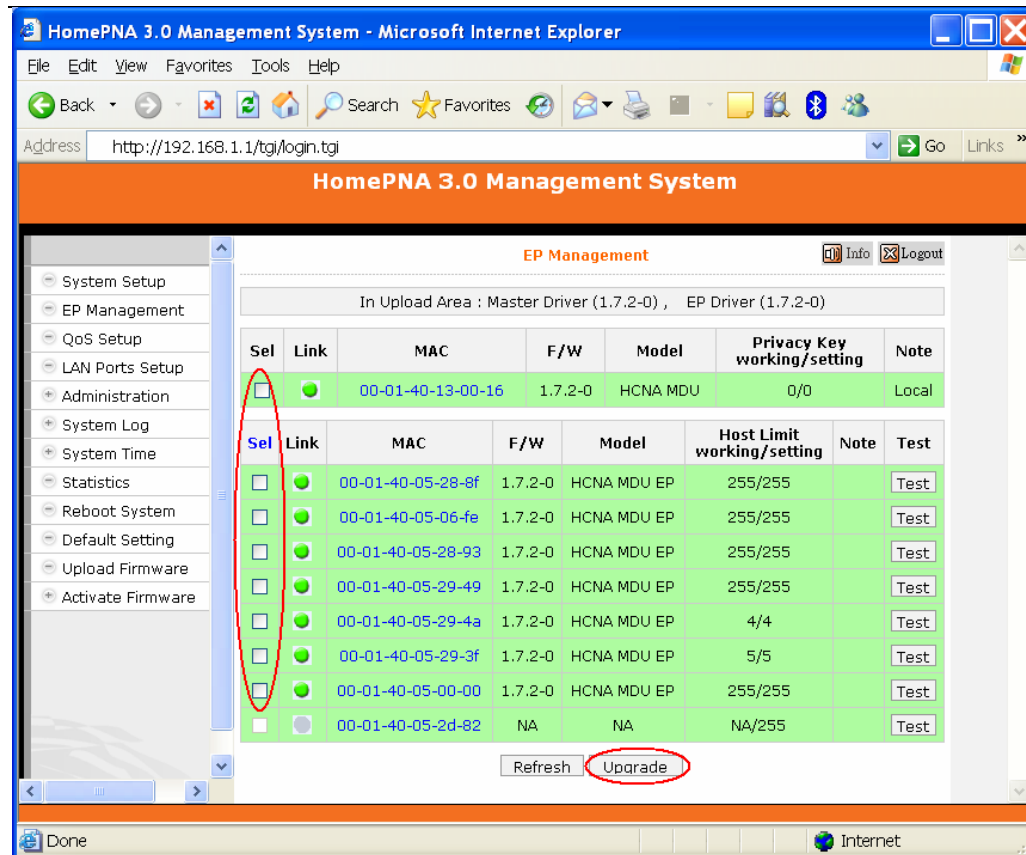 HomePNA 3.0 Management System - Microsoft Internet Explorer
File Edit View Favorites Tools Help
Back Search Favorites
Address http://192.168.1.1/tgi/login.tgi Go Links »
HomePNA 3.0 Management System
EP Management Info Logout
System Setup
EP Management
QoS Setup
LAN Ports Setup
Administration
System Log
System Time
Statistics
Reboot System
Default Setting
Upload Firmware
Activate Firmware
In Upload Area : Master Driver (1.7.2-0) , EP Driver (1.7.2-0)
Sel Link MAC F/W Model Privacy Key working/setting Note
00-01-40-13-00-16 1.7.2-0 HCNA MDU 0/0 Local
Sel Link MAC F/W Model Host Limit working/setting Note Test
00-01-40-05-28-8f 1.7.2-0 HCNA MDU EP 255/255 Test
00-01-40-05-06-fe 1.7.2-0 HCNA MDU EP 255/255 Test
00-01-40-05-28-93 1.7.2-0 HCNA MDU EP 255/255 Test
00-01-40-05-29-49 1.7.2-0 HCNA MDU EP 255/255 Test
00-01-40-05-29-4a 1.7.2-0 HCNA MDU EP 4/4 Test
00-01-40-05-29-3f 1.7.2-0 HCNA MDU EP 5/5 Test
00-01-40-05-00-00 1.7.2-0 HCNA MDU EP 255/255 Test
00-01-40-05-2d-82 NA NA NA/255 Test
Refresh Upgrade
Done Internet